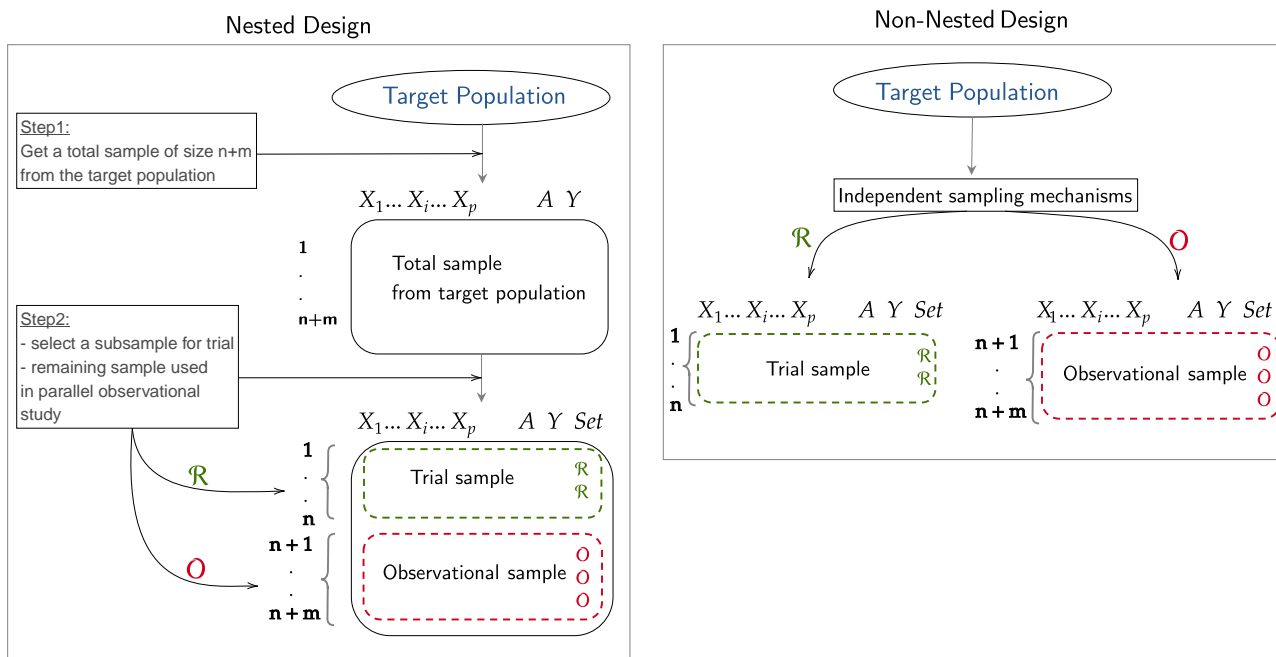 Nested Design
Target Population
Step1:
Get a total sample of size n+m
from the target population
X1... Xi... Xp A Y
1
.
.
n+m
Total sample
from target population
Step2:
- select a subsample for trial
- remaining sample used
in parallel observational
study
X1... Xi... Xp A Y Set
R
1
.
.
n
Trial sample
R
R
O
n+1
.
.
n+m
Observational sample
O
O
O
Non-Nested Design
Target Population
Independent sampling mechanisms
R
O
X1... Xi... Xp A Y Set
1
.
.
n
Trial sample
R
R
X1... Xi... Xp A Y Set
n+1
.
.
n+m
Observational sample
O
O
O